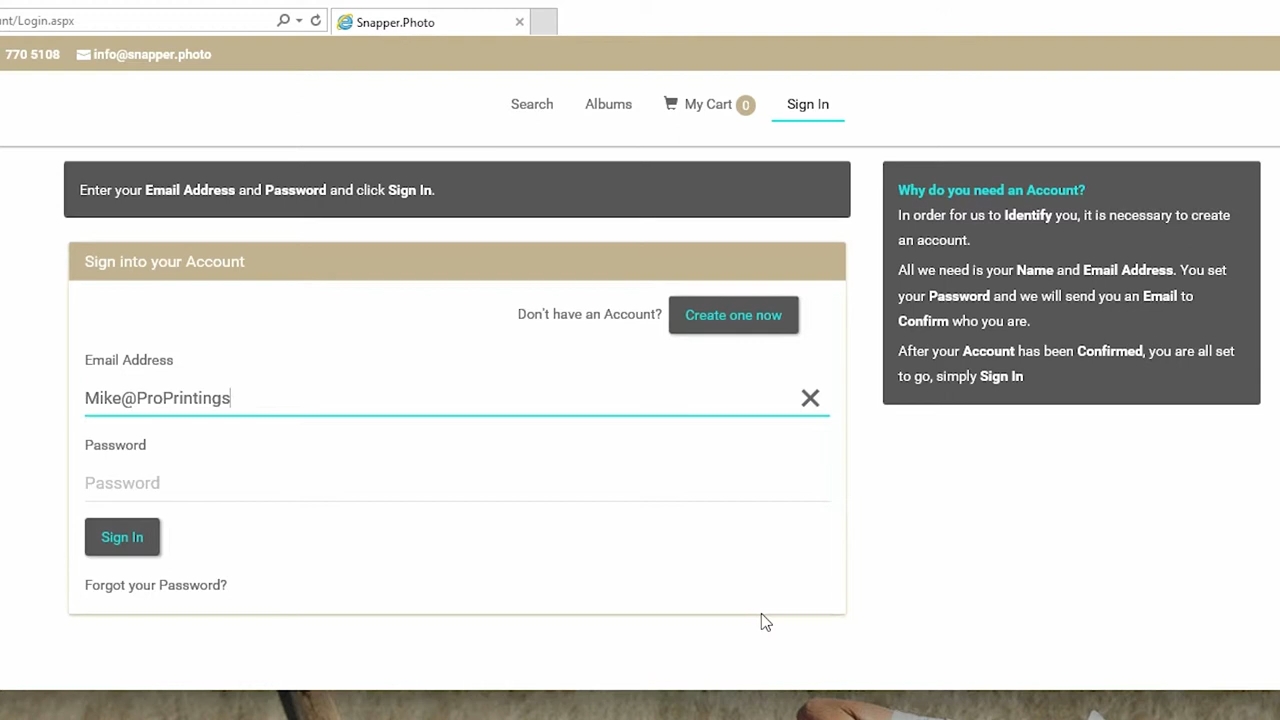 nt/Login.aspx
Snapper.Photo
770 5108 info@snapper.photo
Search Albums My Cart 0 Sign In
Enter your Email Address and Password and click Sign In.
Sign into your Account
Don't have an Account? Create one now
Email Address
Mike@ProPrintings
Password
Password
Sign In
Forgot your Password?
Why do you need an Account?
In order for us to Identify you, it is necessary to create
an account.
All we need is your Name and Email Address. You set
your Password and we will send you an Email to
Confirm who you are.
After your Account has been Confirmed, you are all set
to go, simply Sign In